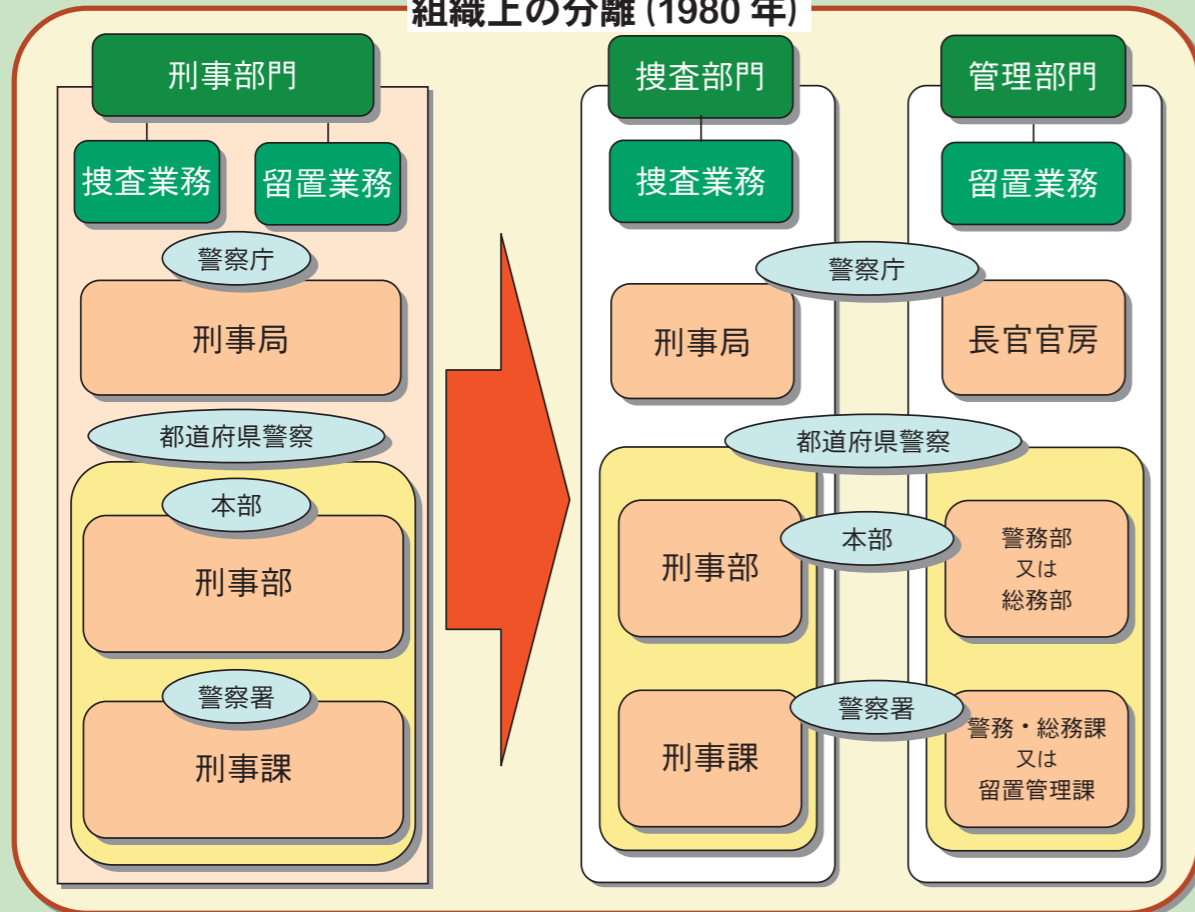 組織上の分離 (1980 年)
刑事部門
捜査業務
留置業務
警察庁
刑事局
都道府県警察
本部
刑事部
警察署
刑事課
捜査部門
管理部門
捜査業務
留置業務
警察庁
刑事局
長官官房
都道府県警察
本部
刑事部
警務部
又は
総務部
警察署
刑事課
警務・総務課
又は
留置管理課